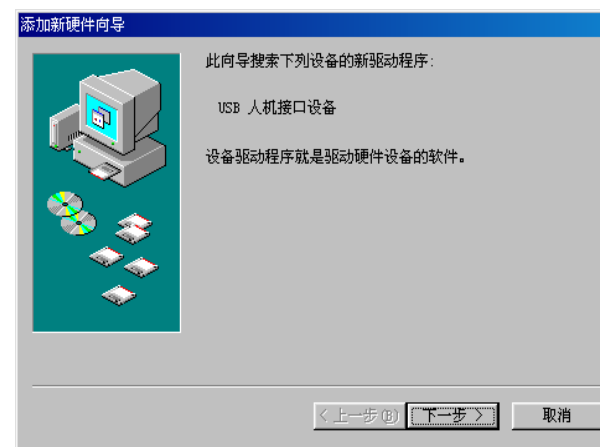 添加新硬件向导
此向导搜索下列设备的新驱动程序:
USB 人机接口设备
设备驱动程序就是驱动硬件设备的软件。
< 上一步(B) 下一步 > 取消